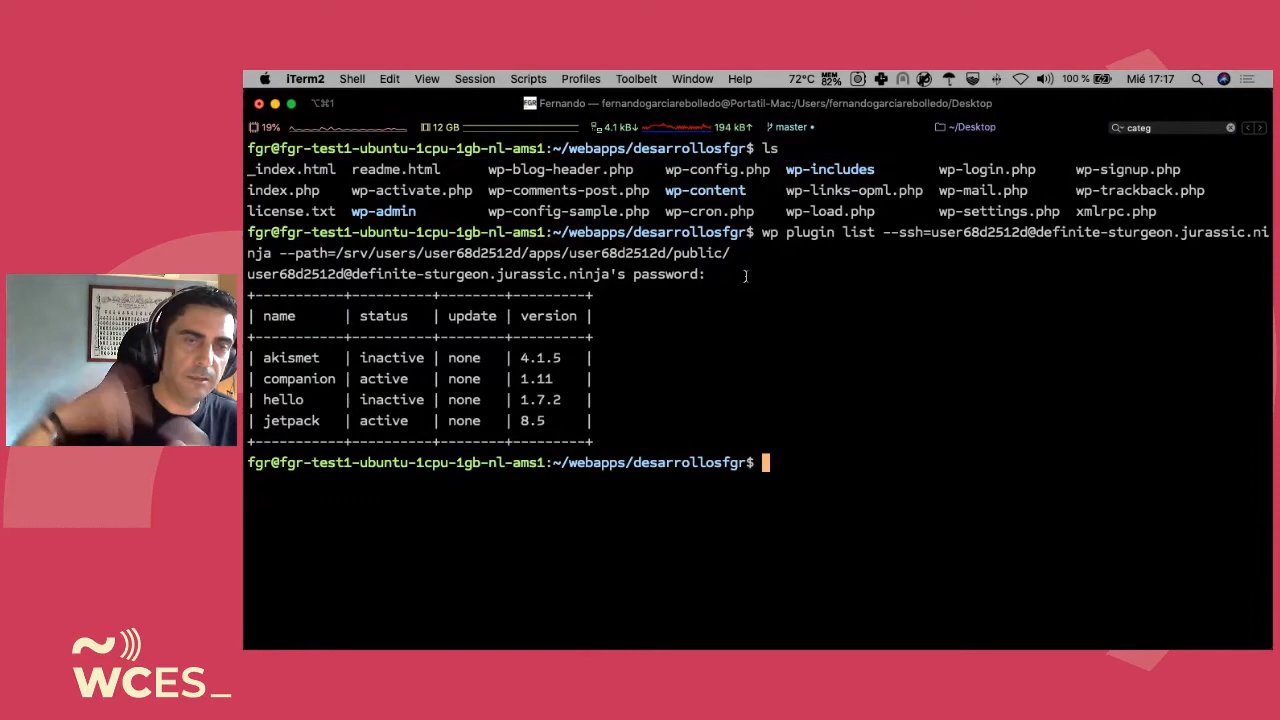 iTerm2 Shell Edit View Session Scripts Profiles Toolbelt Window Help 72°C MEM 82% 100 % Mié 17:17
⌥⌘1 FGR Fernando — fernandogarciarebolledo@Portatil-Mac:/Users/fernandogarciarebolledo/Desktop
19% 12 GB 4.1 kB↓ 194 kB↑ master • ~/Desktop categ
fgr@fgr-test1-ubuntu-1cpu-1gb-nl-ams1:~/webapps/desarrollosfgr$ ls
_index.html readme.html wp-blog-header.php wp-config.php wp-includes wp-login.php wp-signup.php
index.php wp-activate.php wp-comments-post.php wp-content wp-links-opml.php wp-mail.php wp-trackback.php
license.txt wp-admin wp-config-sample.php wp-cron.php wp-load.php wp-settings.php xmlrpc.php
fgr@fgr-test1-ubuntu-1cpu-1gb-nl-ams1:~/webapps/desarrollosfgr$ wp plugin list --ssh=user68d2512d@definite-sturgeon.jurassic.ni
nja --path=/srv/users/user68d2512d/apps/user68d2512d/public/
user68d2512d@definite-sturgeon.jurassic.ninja's password:
+-----------+----------+--------+---------+
| name | status | update | version |
+-----------+----------+--------+---------+
| akismet | inactive | none | 4.1.5 |
| companion | active | none | 1.11 |
| hello | inactive | none | 1.7.2 |
| jetpack | active | none | 8.5 |
+-----------+----------+--------+---------+
fgr@fgr-test1-ubuntu-1cpu-1gb-nl-ams1:~/webapps/desarrollosfgr$
WCES_